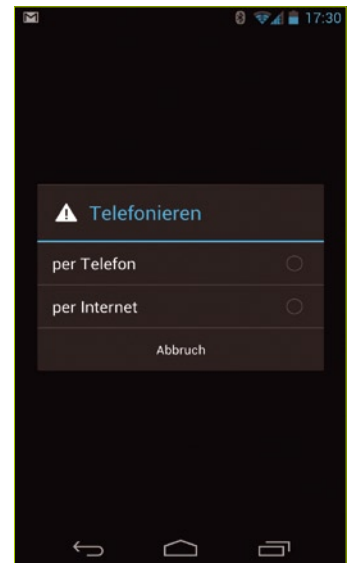 17:30
Telefonieren
per Telefon
per Internet
Abbruch